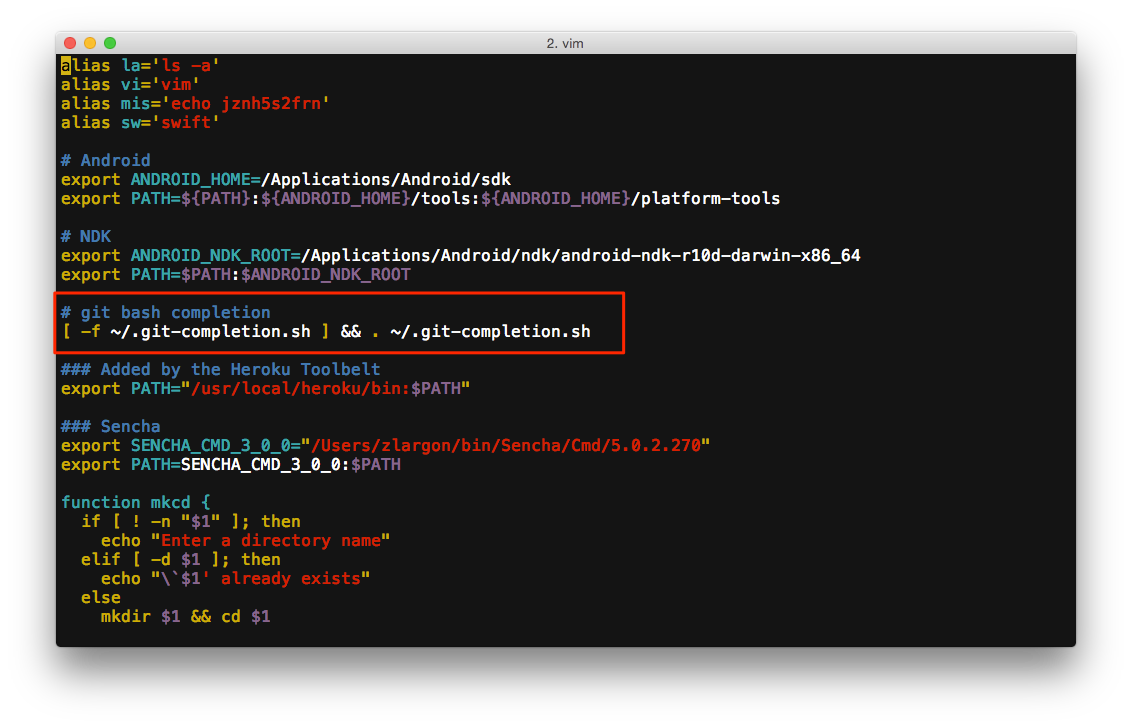 2. vim
alias la='ls -a'
alias vi='vim'
alias mis='echo jznh5s2frn'
alias sw='swift'
# Android
export ANDROID_HOME=/Applications/Android/sdk
export PATH=${PATH}:${ANDROID_HOME}/tools:${ANDROID_HOME}/platform-tools
# NDK
export ANDROID_NDK_ROOT=/Applications/Android/ndk/android-ndk-r10d-darwin-x86_64
export PATH=$PATH:$ANDROID_NDK_ROOT
# git bash completion
[ -f ~/.git-completion.sh ] && . ~/.git-completion.sh
### Added by the Heroku Toolbelt
export PATH="/usr/local/heroku/bin:$PATH"
### Sencha
export SENCHA_CMD_3_0_0="/Users/zlargon/bin/Sencha/Cmd/5.0.2.270"
export PATH=SENCHA_CMD_3_0_0:$PATH
function mkcd {
  if [ ! -n "$1" ]; then
    echo "Enter a directory name"
  elif [ -d $1 ]; then
    echo "\`$1' already exists"
  else
    mkdir $1 && cd $1